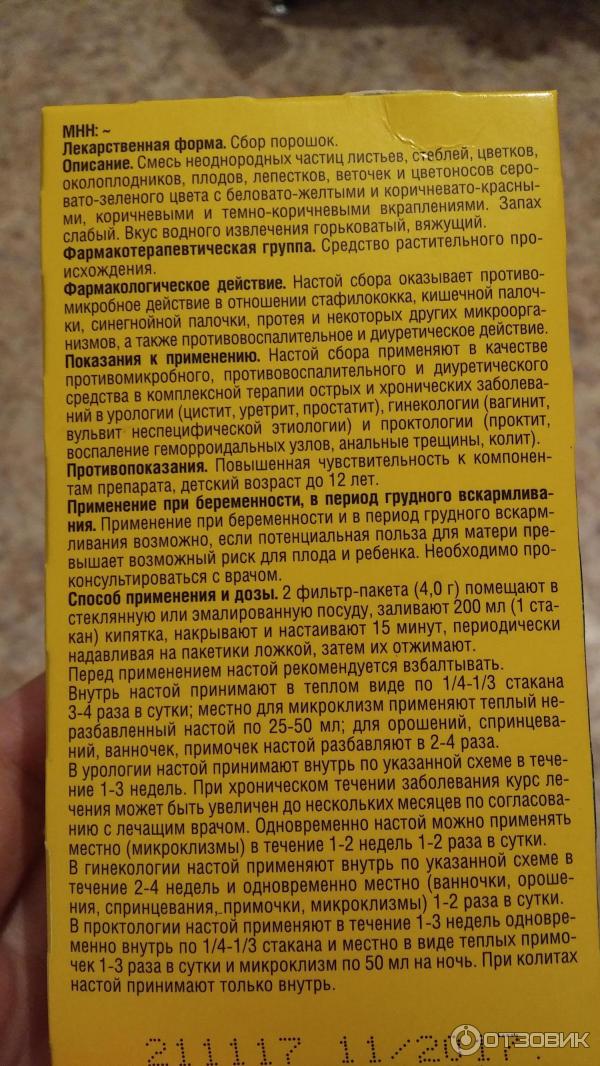 МНН: ~
Лекарственная форма. Сбор порошок.
Описание. Смесь неоднородных частиц листьев, стеблей, цветков,
околоплодников, плодов, лепестков, веточек и цветоносов серо-
вато-зеленого цвета с беловато-желтыми и коричневато-красны-
ми, коричневыми и темно-коричневыми вкраплениями. Запах
слабый. Вкус водного извлечения горьковатый, вяжущий.
Фармакотерапевтическая группа. Средство растительного про-
исхождения.
Фармакологическое действие. Настой сбора оказывает противо-
микробное действие в отношении стафилококка, кишечной палоч-
ки, синегнойной палочки, протея и некоторых других микроорга-
низмов, а также противовоспалительное и диуретическое действие.
Показания к применению. Настой сбора применяют в качестве
противомикробного, противовоспалительного и диуретического
средства в комплексной терапии острых и хронических заболева-
ний в урологии (цистит, уретрит, простатит), гинекологии (вагинит,
вульвит неспецифической этиологии) и проктологии (проктит,
воспаление геморроидальных узлов, анальные трещины, колит).
Противопоказания. Повышенная чувствительность к компонен-
там препарата, детский возраст до 12 лет.
Применение при беременности, в период грудного вскармлива-
ния. Применение при беременности и в период грудного вскарм-
ливания возможно, если потенциальная польза для матери пре-
вышает возможный риск для плода и ребенка. Необходимо про-
консультироваться с врачом.
Способ применения и дозы. 2 фильтр-пакета (4,0 г) помещают в
стеклянную или эмалированную посуду, заливают 200 мл (1 ста-
кан) кипятка, накрывают и настаивают 15 минут, периодически
надавливая на пакетики ложкой, затем их отжимают.
Перед применением настой рекомендуется взбалтывать.
Внутрь настой принимают в теплом виде по 1/4-1/3 стакана
3-4 раза в сутки; местно для микроклизм применяют теплый не-
разбавленный настой по 25-50 мл; для орошений, спринцева-
ний, ванночек, примочек настой разбавляют в 2-4 раза.
В урологии настой принимают внутрь по указанной схеме в тече-
ние 1-3 недель. При хроническом течении заболевания курс ле-
чения может быть увеличен до нескольких месяцев по согласова-
нию с лечащим врачом. Одновременно настой можно применять
местно (микроклизмы) в течение 1-2 недель 1-2 раза в сутки.
В гинекологии настой применяют внутрь по указанной схеме в
течение 2-4 недель и одновременно местно (ванночки, ороше-
ния, спринцевания, примочки, микроклизмы) 1-2 раза в сутки.
В проктологии настой применяют в течение 1-3 недель одновре-
менно внутрь по 1/4-1/3 стакана и местно в виде теплых примо-
чек 1-3 раза в сутки и микроклизм по 50 мл на ночь. При колитах
настой принимают только внутрь.
211117 11/2017.
ОТЗОВИК